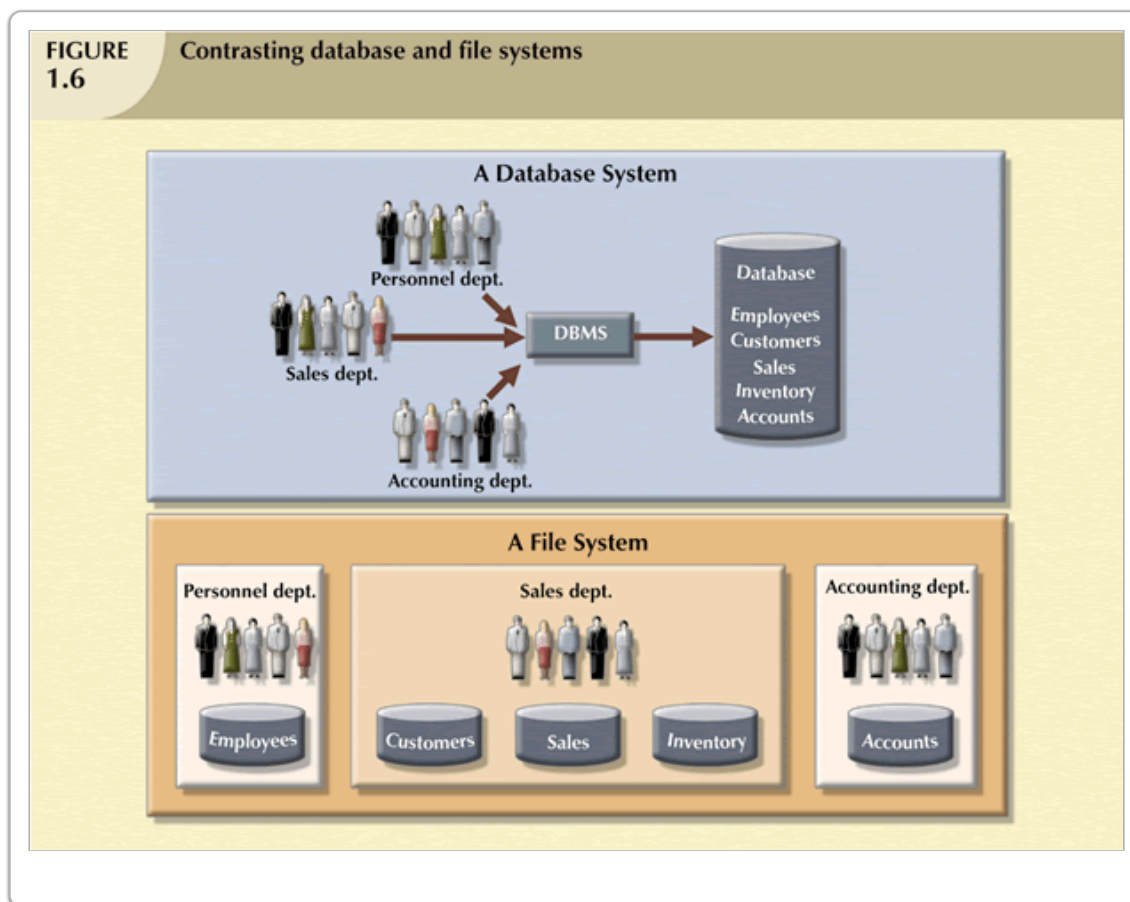 FIGURE
1.6
Contrasting database and file systems
A Database System
Personnel dept.
Sales dept.
Accounting dept.
DBMS
Database
Employees
Customers
Sales
Inventory
Accounts
A File System
Personnel dept.
Employees
Sales dept.
Customers
Sales
Inventory
Accounting dept.
Accounts